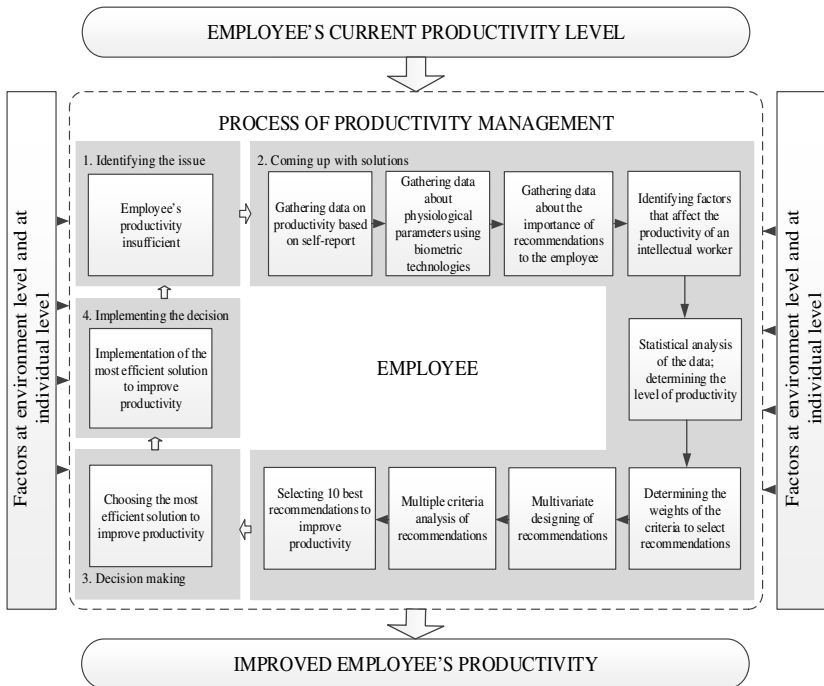 EMPLOYEE'S CURRENT PRODUCTIVITY LEVEL
Factors at environment level and at
individual level
PROCESS OF PRODUCTIVITY MANAGEMENT
1. Identifying the issue
Employee's
productivity
insufficient
2. Coming up with solutions
Gathering data on
productivity based
on self-report
Gathering data
about
physiological
parameters using
biometric
technologies
Gathering data
about the
importance of
recommendations
to the employee
Identifying factors
that affect the
productivity of an
intellectual worker
Statistical analysis
of the data;
determining the
level of productivity
Determining the
weights of the
criteria to select
recommendations
Multivariate
designing of
recommendations
Multiple criteria
analysis of
recommendations
Selecting 10 best
recommendations to
improve
productivity
Choosing the most
efficient solution to
improve productivity
3. Decision making
4. Implementing the decision
Implementation of the
most efficient solution
to improve
productivity
EMPLOYEE
Factors at environment level and at
individual level
IMPROVED EMPLOYEE'S PRODUCTIVITY